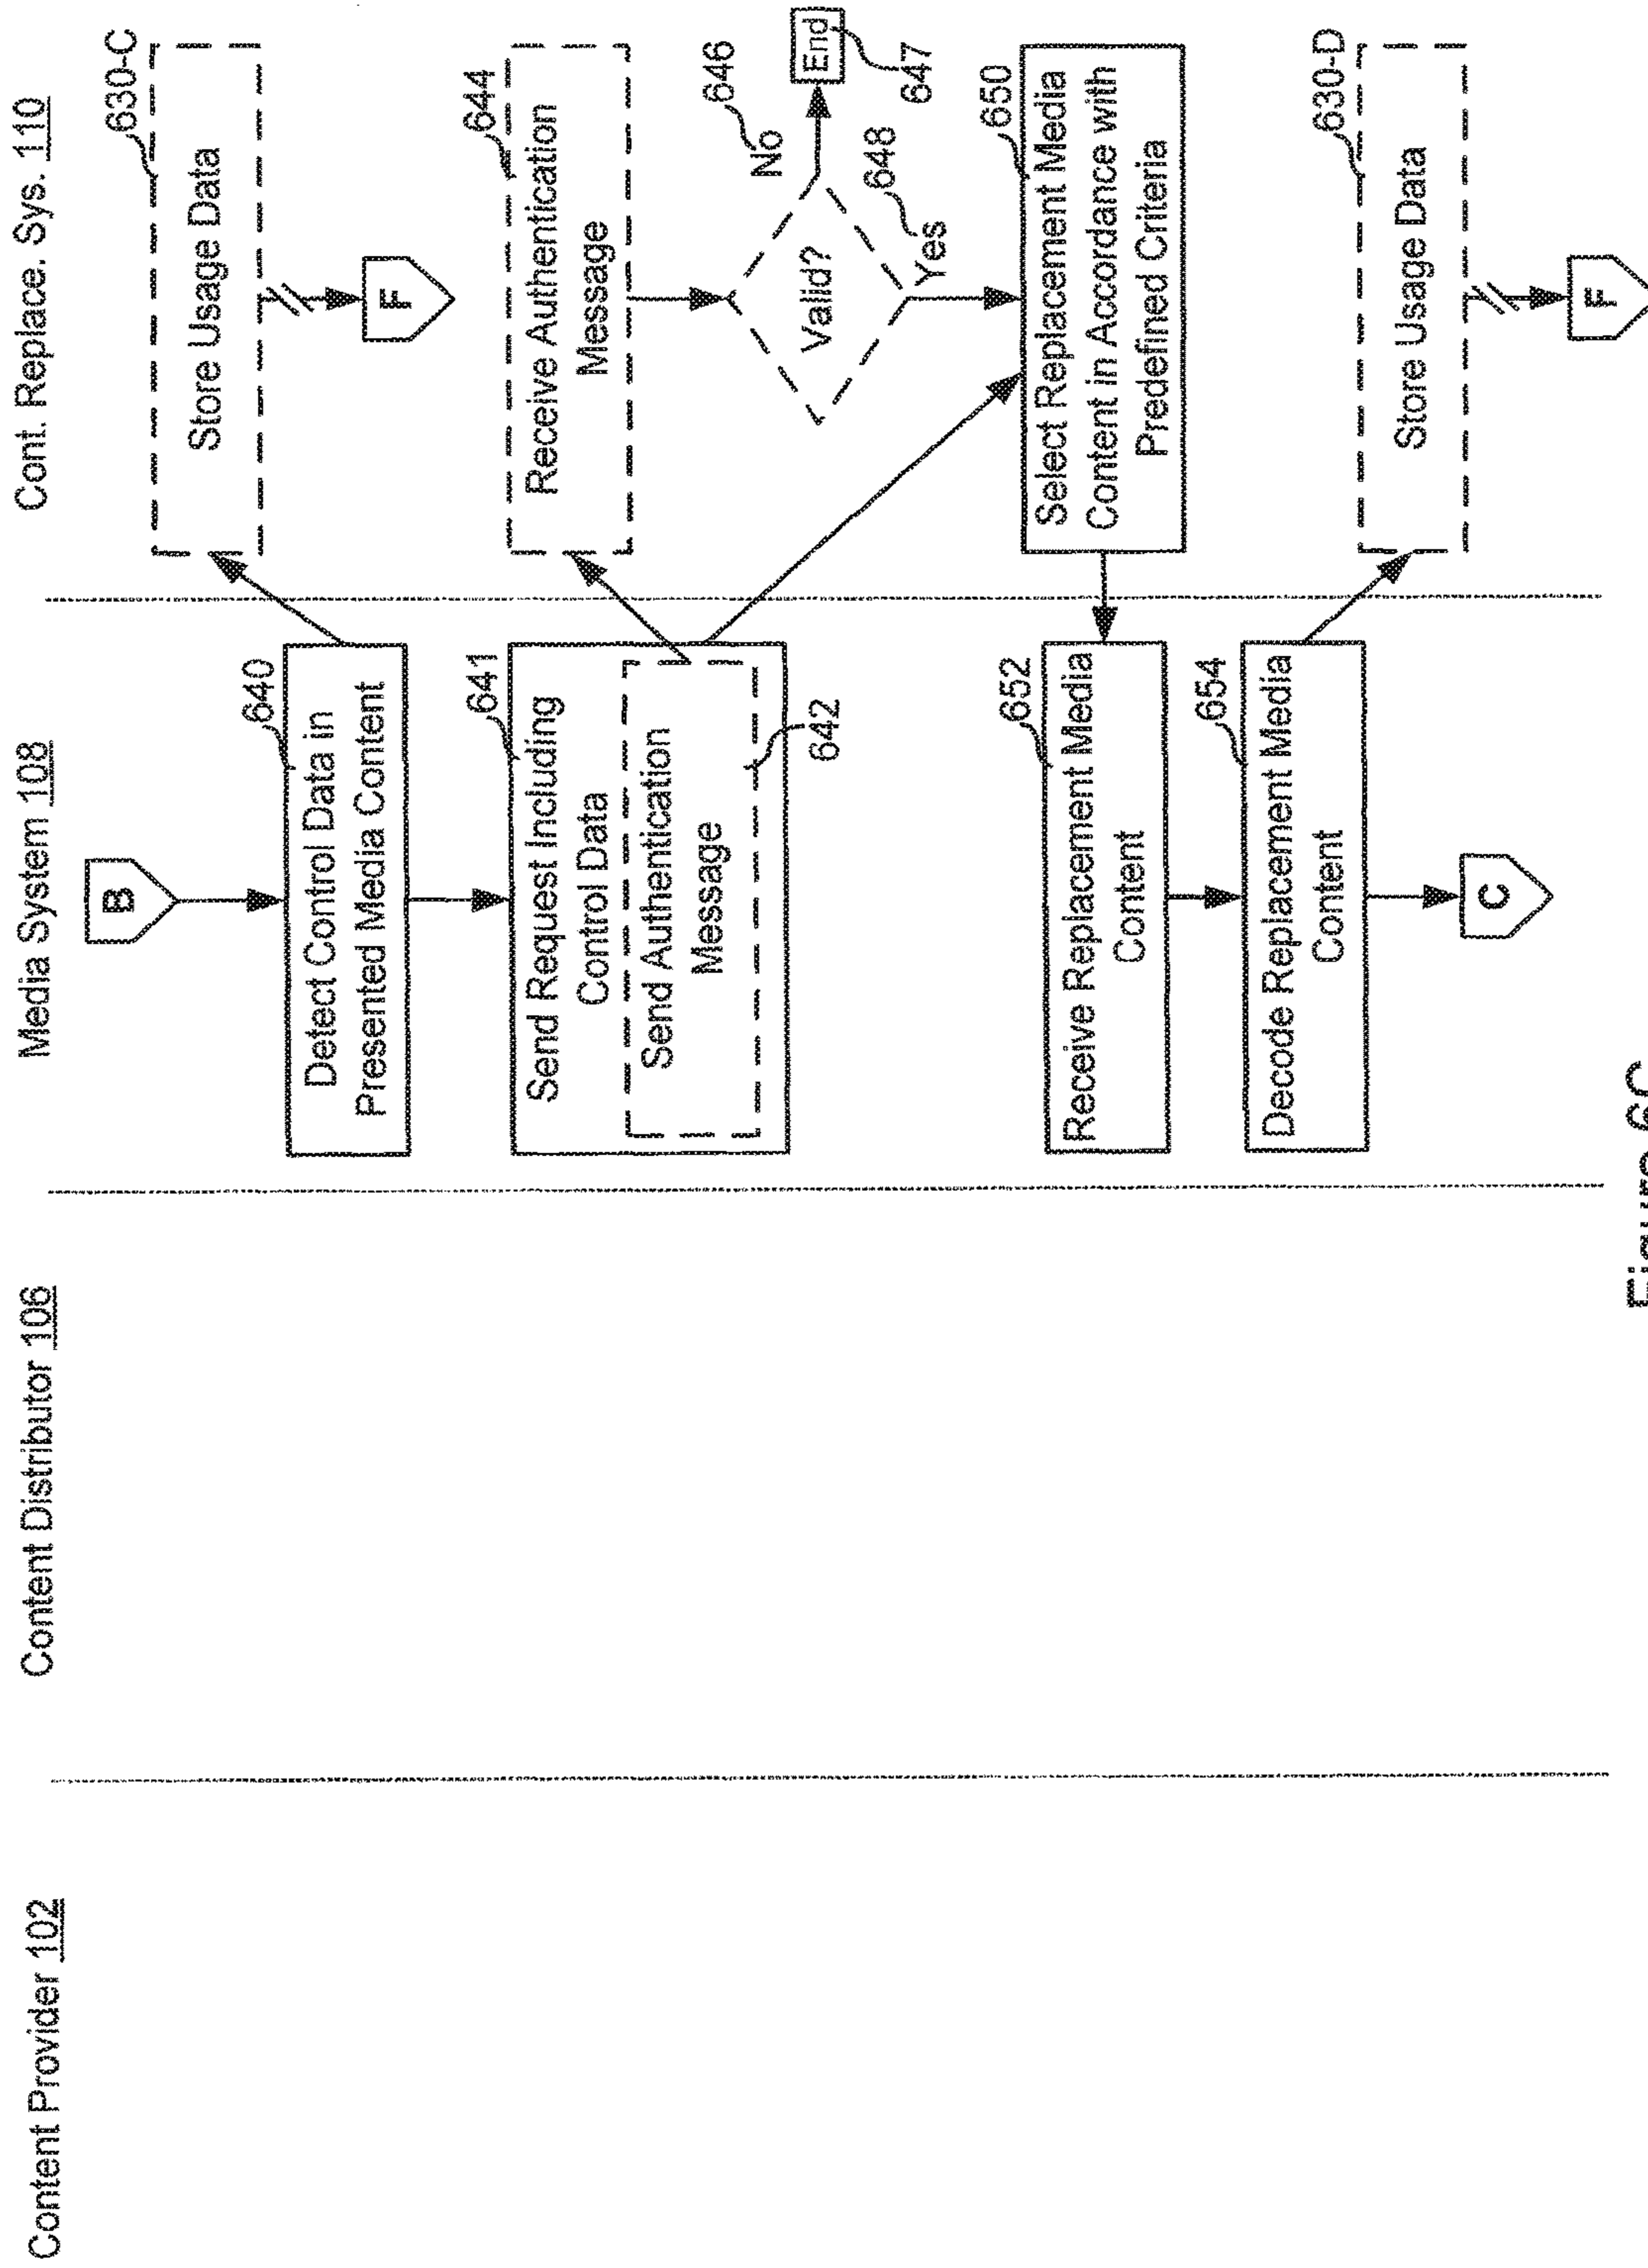 Content Provider 102
Content Distributor 106
Media System 108
Cont. Replace. Sys. 110
B
640
Detect Control Data in
Presented Media Content
630-C
Store Usage Data
F
641
Send Request Including
Control Data
Send Authentication
Message
642
644
Receive Authentication
Message
Valid?
No
646
End
647
Yes
648
650
Select Replacement Media
Content in Accordance with
Predefined Criteria
652
Receive Replacement Media
Content
654
Decode Replacement Media
Content
C
630-D
Store Usage Data
F
Figure 6C